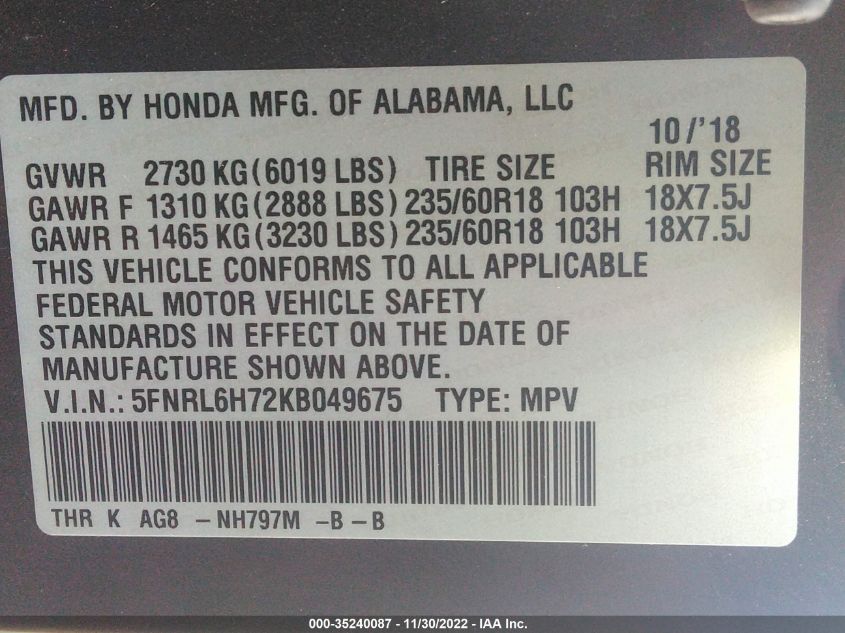 MFD. BY HONDA MFG. OF ALABAMA, LLC
10/'18
GVWR 2730 KG(6019 LBS) TIRE SIZE RIM SIZE
GAWR F 1310 KG(2888 LBS) 235/60R18 103H 18X7.5J
GAWR R 1465 KG(3230 LBS) 235/60R18 103H 18X7.5J
THIS VEHICLE CONFORMS TO ALL APPLICABLE
FEDERAL MOTOR VEHICLE SAFETY
STANDARDS IN EFFECT ON THE DATE OF
MANUFACTURE SHOWN ABOVE.
V.I.N.: 5FNRL6H72KB049675 TYPE: MPV
THR K AG8 -NH797M -B-B
000-35240087 - 11/30/2022 - IAA Inc.